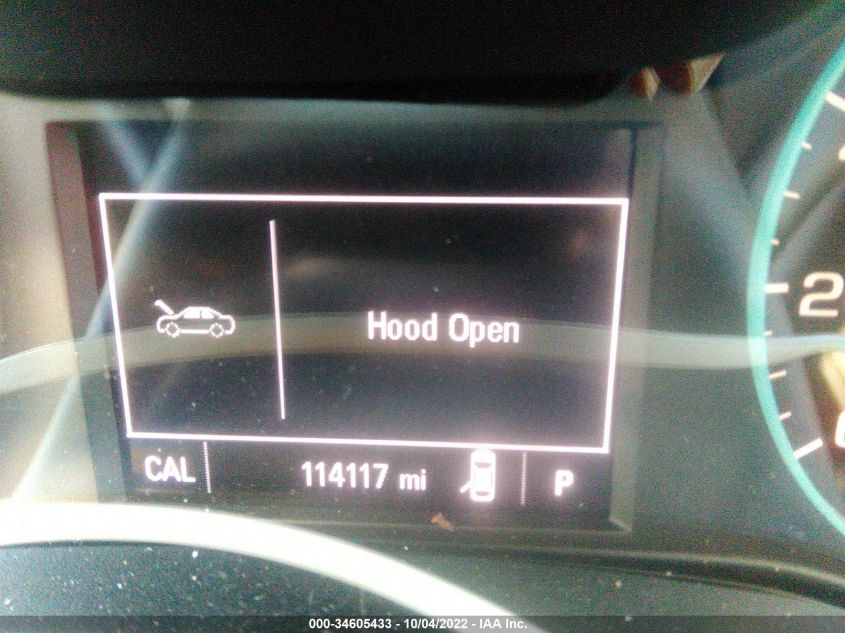 Hood Open
CAL 114117 mi P
2
000-34605433 - 10/04/2022 - IAA Inc.